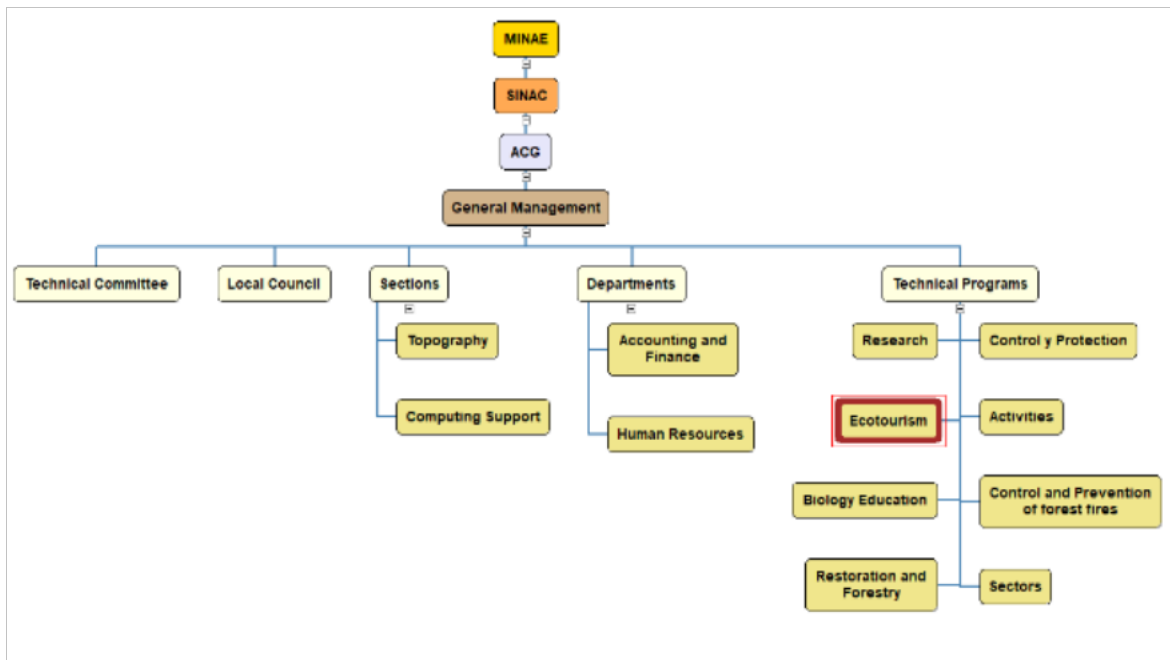 MINAE
SINAC
ACG
General Management
Technical Committee
Local Council
Sections
Departments
Technical Programs
Topography
Computing Support
Accounting and
Finance
Human Resources
Research
Control y Protection
Ecotourism
Activities
Biology Education
Control and Prevention
of forest fires
Restoration and
Forestry
Sectors